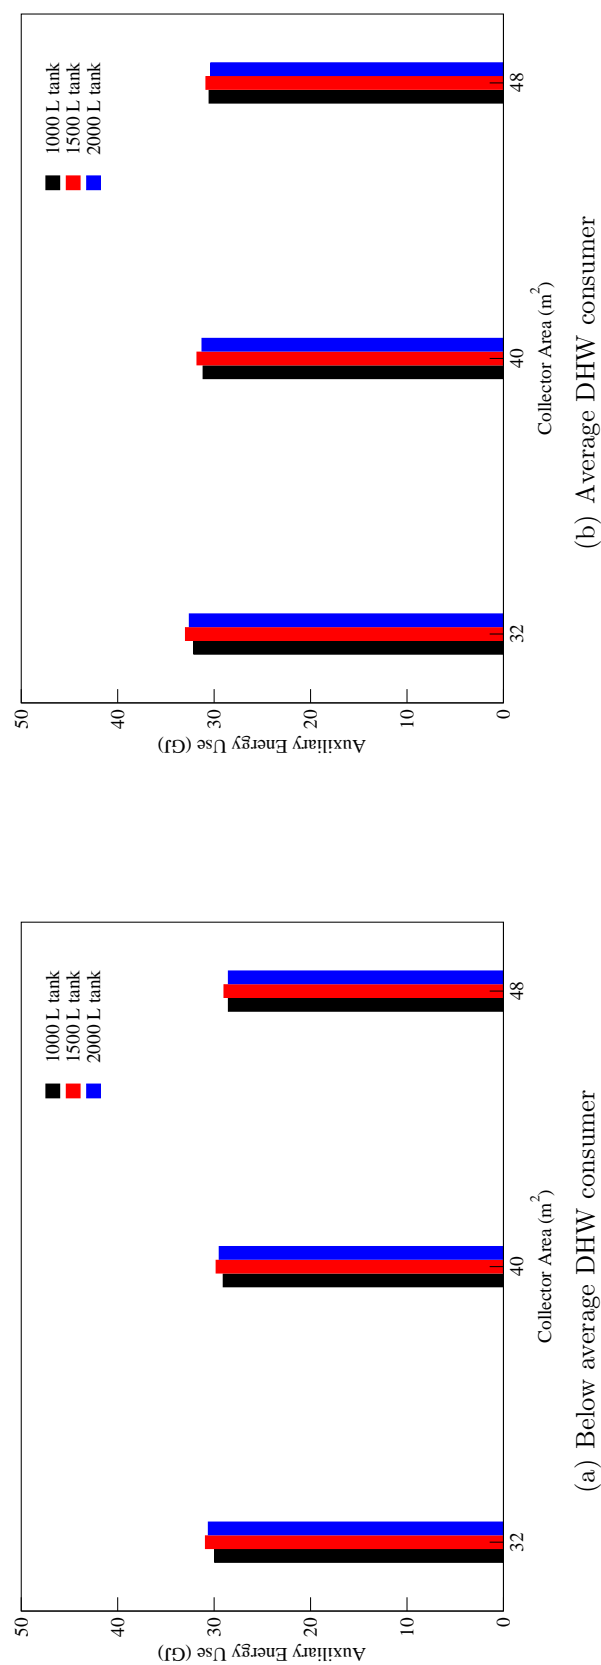 50
40
30
20
10
0
Auxiliary Energy Use (GJ)
1000 L tank
1500 L tank
2000 L tank
32
40
48
Collector Area (m²)
(a) Below average DHW consumer
50
40
30
20
10
0
Auxiliary Energy Use (GJ)
1000 L tank
1500 L tank
2000 L tank
32
40
48
Collector Area (m²)
(b) Average DHW consumer